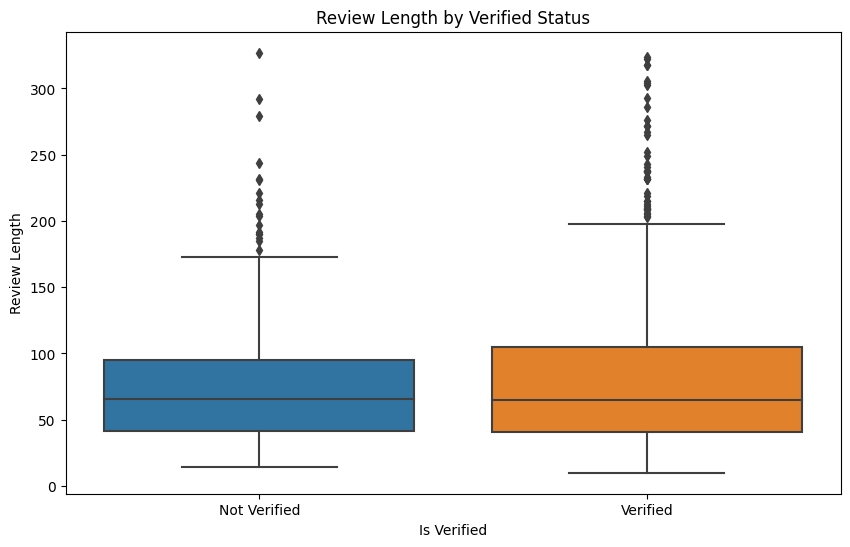 Review Length by Verified Status
Review Length
300
250
200
150
100
50
0
Not Verified
Verified
Is Verified